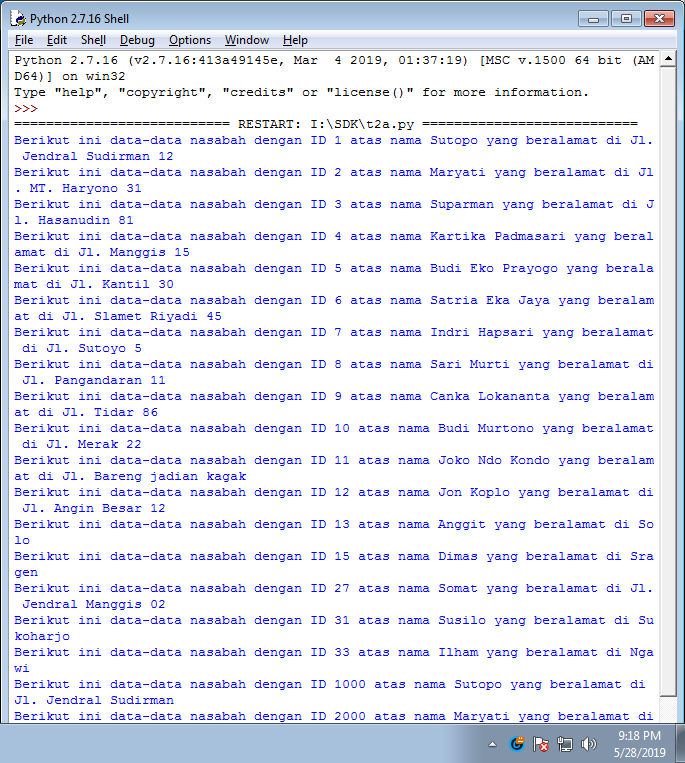 Python 2.7.16 Shell
File Edit Shell Debug Options Window Help
Python 2.7.16 (v2.7.16:413a49145e, Mar  4 2019, 01:37:19) [MSC v.1500 64 bit (AM
D64)] on win32
Type "help", "copyright", "credits" or "license()" for more information.
>>>
=========================== RESTART: I:\SDK\t2a.py ===========================
Berikut ini data-data nasabah dengan ID 1 atas nama Sutopo yang beralamat di Jl.
 Jendral Sudirman 12
Berikut ini data-data nasabah dengan ID 2 atas nama Maryati yang beralamat di Jl
. MT. Haryono 31
Berikut ini data-data nasabah dengan ID 3 atas nama Suparman yang beralamat di J
l. Hasanudin 81
Berikut ini data-data nasabah dengan ID 4 atas nama Kartika Padmasari yang beral
amat di Jl. Manggis 15
Berikut ini data-data nasabah dengan ID 5 atas nama Budi Eko Prayogo yang berala
mat di Jl. Kantil 30
Berikut ini data-data nasabah dengan ID 6 atas nama Satria Eka Jaya yang beralam
at di Jl. Slamet Riyadi 45
Berikut ini data-data nasabah dengan ID 7 atas nama Indri Hapsari yang beralamat
 di Jl. Sutoyo 5
Berikut ini data-data nasabah dengan ID 8 atas nama Sari Murti yang beralamat di
 Jl. Pangandaran 11
Berikut ini data-data nasabah dengan ID 9 atas nama Canka Lokananta yang beralam
at di Jl. Tidar 86
Berikut ini data-data nasabah dengan ID 10 atas nama Budi Murtono yang beralamat
 di Jl. Merak 22
Berikut ini data-data nasabah dengan ID 11 atas nama Joko Ndo Kondo yang beralam
at di Jl. Bareng jadian kagak
Berikut ini data-data nasabah dengan ID 12 atas nama Jon Koplo yang beralamat di
 Jl. Angin Besar 12
Berikut ini data-data nasabah dengan ID 13 atas nama Anggit yang beralamat di So
lo
Berikut ini data-data nasabah dengan ID 15 atas nama Dimas yang beralamat di Sra
gen
Berikut ini data-data nasabah dengan ID 27 atas nama Somat yang beralamat di Jl.
 Jendral Manggis 02
Berikut ini data-data nasabah dengan ID 31 atas nama Susilo yang beralamat di Su
koharjo
Berikut ini data-data nasabah dengan ID 33 atas nama Ilham yang beralamat di Nga
wi
Berikut ini data-data nasabah dengan ID 1000 atas nama Sutopo yang beralamat di
Jl. Jendral Sudirman
Berikut ini data-data nasabah dengan ID 2000 atas nama Maryati yang beralamat di
9:18 PM
5/28/2019